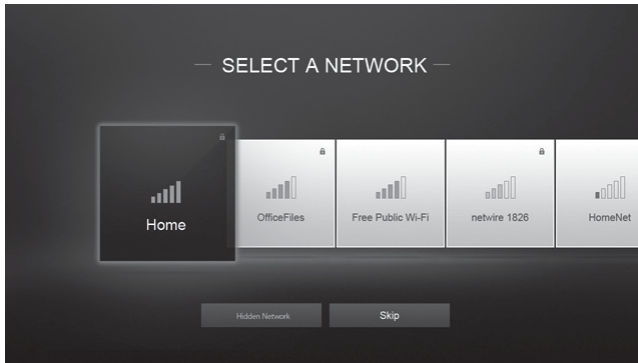 SELECT A NETWORK
Home
OfficeFiles
Free Public Wi-Fi
netwire 1826
HomeNet
Hidden Network
Skip